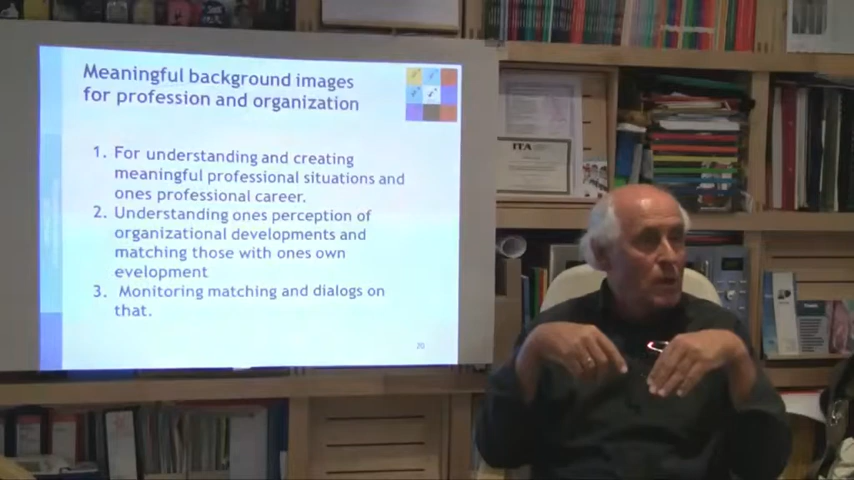 Meaningful background images
for profession and organization
1. For understanding and creating
meaningful professional situations and
ones professional career.
2. Understanding ones perception of
organizational developments and
matching those with ones own
evelopment
3. Monitoring matching and dialogs on
that.
20
ITA